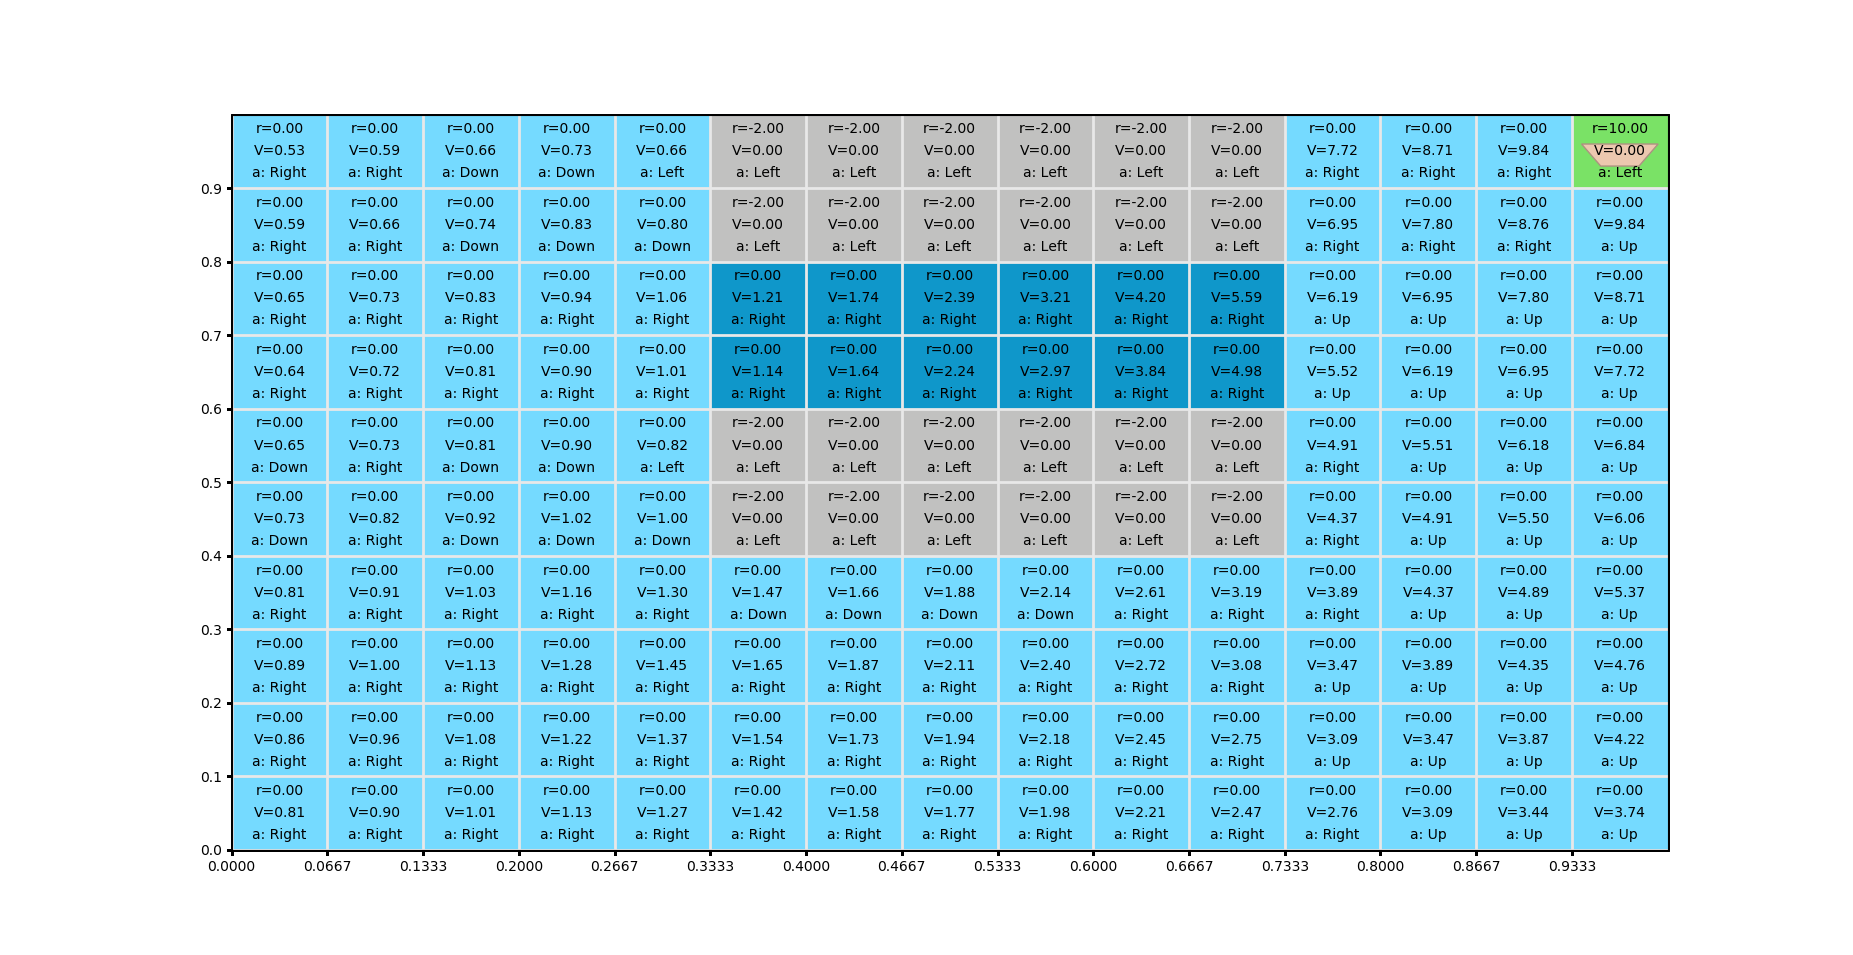 r=0.00 r=0.00 r=0.00 r=0.00 r=0.00 r=-2.00 r=-2.00 r=-2.00 r=-2.00 r=-2.00 r=-2.00 r=0.00 r=0.00 r=0.00 r=10.00
V=0.53 V=0.59 V=0.66 V=0.73 V=0.66 V=0.00 V=0.00 V=0.00 V=0.00 V=0.00 V=0.00 V=7.72 V=8.71 V=9.84 V=0.00
a: Right a: Right a: Down a: Down a: Left a: Left a: Left a: Left a: Left a: Left a: Left a: Right a: Right a: Right a: Left
0.9
r=0.00 r=0.00 r=0.00 r=0.00 r=0.00 r=-2.00 r=-2.00 r=-2.00 r=-2.00 r=-2.00 r=-2.00 r=0.00 r=0.00 r=0.00 r=0.00
V=0.59 V=0.66 V=0.74 V=0.83 V=0.80 V=0.00 V=0.00 V=0.00 V=0.00 V=0.00 V=0.00 V=6.95 V=7.80 V=8.76 V=9.84
a: Right a: Right a: Down a: Down a: Down a: Left a: Left a: Left a: Left a: Left a: Left a: Right a: Right a: Right a: Up
0.8
r=0.00 r=0.00 r=0.00 r=0.00 r=0.00 r=0.00 r=0.00 r=0.00 r=0.00 r=0.00 r=0.00 r=0.00 r=0.00 r=0.00 r=0.00
V=0.65 V=0.73 V=0.83 V=0.94 V=1.06 V=1.21 V=1.74 V=2.39 V=3.21 V=4.20 V=5.59 V=6.19 V=6.95 V=7.80 V=8.71
a: Right a: Right a: Right a: Right a: Right a: Right a: Right a: Right a: Right a: Right a: Right a: Up a: Up a: Up a: Up
0.7
r=0.00 r=0.00 r=0.00 r=0.00 r=0.00 r=0.00 r=0.00 r=0.00 r=0.00 r=0.00 r=0.00 r=0.00 r=0.00 r=0.00 r=0.00
V=0.64 V=0.72 V=0.81 V=0.90 V=1.01 V=1.14 V=1.64 V=2.24 V=2.97 V=3.84 V=4.98 V=5.52 V=6.19 V=6.95 V=7.72
a: Right a: Right a: Right a: Right a: Right a: Right a: Right a: Right a: Right a: Right a: Right a: Up a: Up a: Up a: Up
0.6
r=0.00 r=0.00 r=0.00 r=0.00 r=0.00 r=-2.00 r=-2.00 r=-2.00 r=-2.00 r=-2.00 r=-2.00 r=0.00 r=0.00 r=0.00 r=0.00
V=0.65 V=0.73 V=0.81 V=0.90 V=0.82 V=0.00 V=0.00 V=0.00 V=0.00 V=0.00 V=0.00 V=4.91 V=5.51 V=6.18 V=6.84
a: Down a: Right a: Down a: Down a: Left a: Left a: Left a: Left a: Left a: Left a: Left a: Right a: Up a: Up a: Up
0.5
r=0.00 r=0.00 r=0.00 r=0.00 r=0.00 r=-2.00 r=-2.00 r=-2.00 r=-2.00 r=-2.00 r=-2.00 r=0.00 r=0.00 r=0.00 r=0.00
V=0.73 V=0.82 V=0.92 V=1.02 V=1.00 V=0.00 V=0.00 V=0.00 V=0.00 V=0.00 V=0.00 V=4.37 V=4.91 V=5.50 V=6.06
a: Down a: Right a: Down a: Down a: Down a: Left a: Left a: Left a: Left a: Left a: Left a: Right a: Up a: Up a: Up
0.4
r=0.00 r=0.00 r=0.00 r=0.00 r=0.00 r=0.00 r=0.00 r=0.00 r=0.00 r=0.00 r=0.00 r=0.00 r=0.00 r=0.00 r=0.00
V=0.81 V=0.91 V=1.03 V=1.16 V=1.30 V=1.47 V=1.66 V=1.88 V=2.14 V=2.61 V=3.19 V=3.89 V=4.37 V=4.89 V=5.37
a: Right a: Right a: Right a: Right a: Right a: Down a: Down a: Down a: Down a: Right a: Right a: Right a: Up a: Up a: Up
0.3
r=0.00 r=0.00 r=0.00 r=0.00 r=0.00 r=0.00 r=0.00 r=0.00 r=0.00 r=0.00 r=0.00 r=0.00 r=0.00 r=0.00 r=0.00
V=0.89 V=1.00 V=1.13 V=1.28 V=1.45 V=1.65 V=1.87 V=2.11 V=2.40 V=2.72 V=3.08 V=3.47 V=3.89 V=4.35 V=4.76
a: Right a: Right a: Right a: Right a: Right a: Right a: Right a: Right a: Right a: Right a: Right a: Up a: Up a: Up a: Up
0.2
r=0.00 r=0.00 r=0.00 r=0.00 r=0.00 r=0.00 r=0.00 r=0.00 r=0.00 r=0.00 r=0.00 r=0.00 r=0.00 r=0.00 r=0.00
V=0.86 V=0.96 V=1.08 V=1.22 V=1.37 V=1.54 V=1.73 V=1.94 V=2.18 V=2.45 V=2.75 V=3.09 V=3.47 V=3.87 V=4.22
a: Right a: Right a: Right a: Right a: Right a: Right a: Right a: Right a: Right a: Right a: Right a: Up a: Up a: Up a: Up
0.1
r=0.00 r=0.00 r=0.00 r=0.00 r=0.00 r=0.00 r=0.00 r=0.00 r=0.00 r=0.00 r=0.00 r=0.00 r=0.00 r=0.00 r=0.00
V=0.81 V=0.90 V=1.01 V=1.13 V=1.27 V=1.42 V=1.58 V=1.77 V=1.98 V=2.21 V=2.47 V=2.76 V=3.09 V=3.44 V=3.74
a: Right a: Right a: Right a: Right a: Right a: Right a: Right a: Right a: Right a: Right a: Right a: Right a: Up a: Up a: Up
0.0
0.0000 0.0667 0.1333 0.2000 0.2667 0.3333 0.4000 0.4667 0.5333 0.6000 0.6667 0.7333 0.8000 0.8667 0.9333